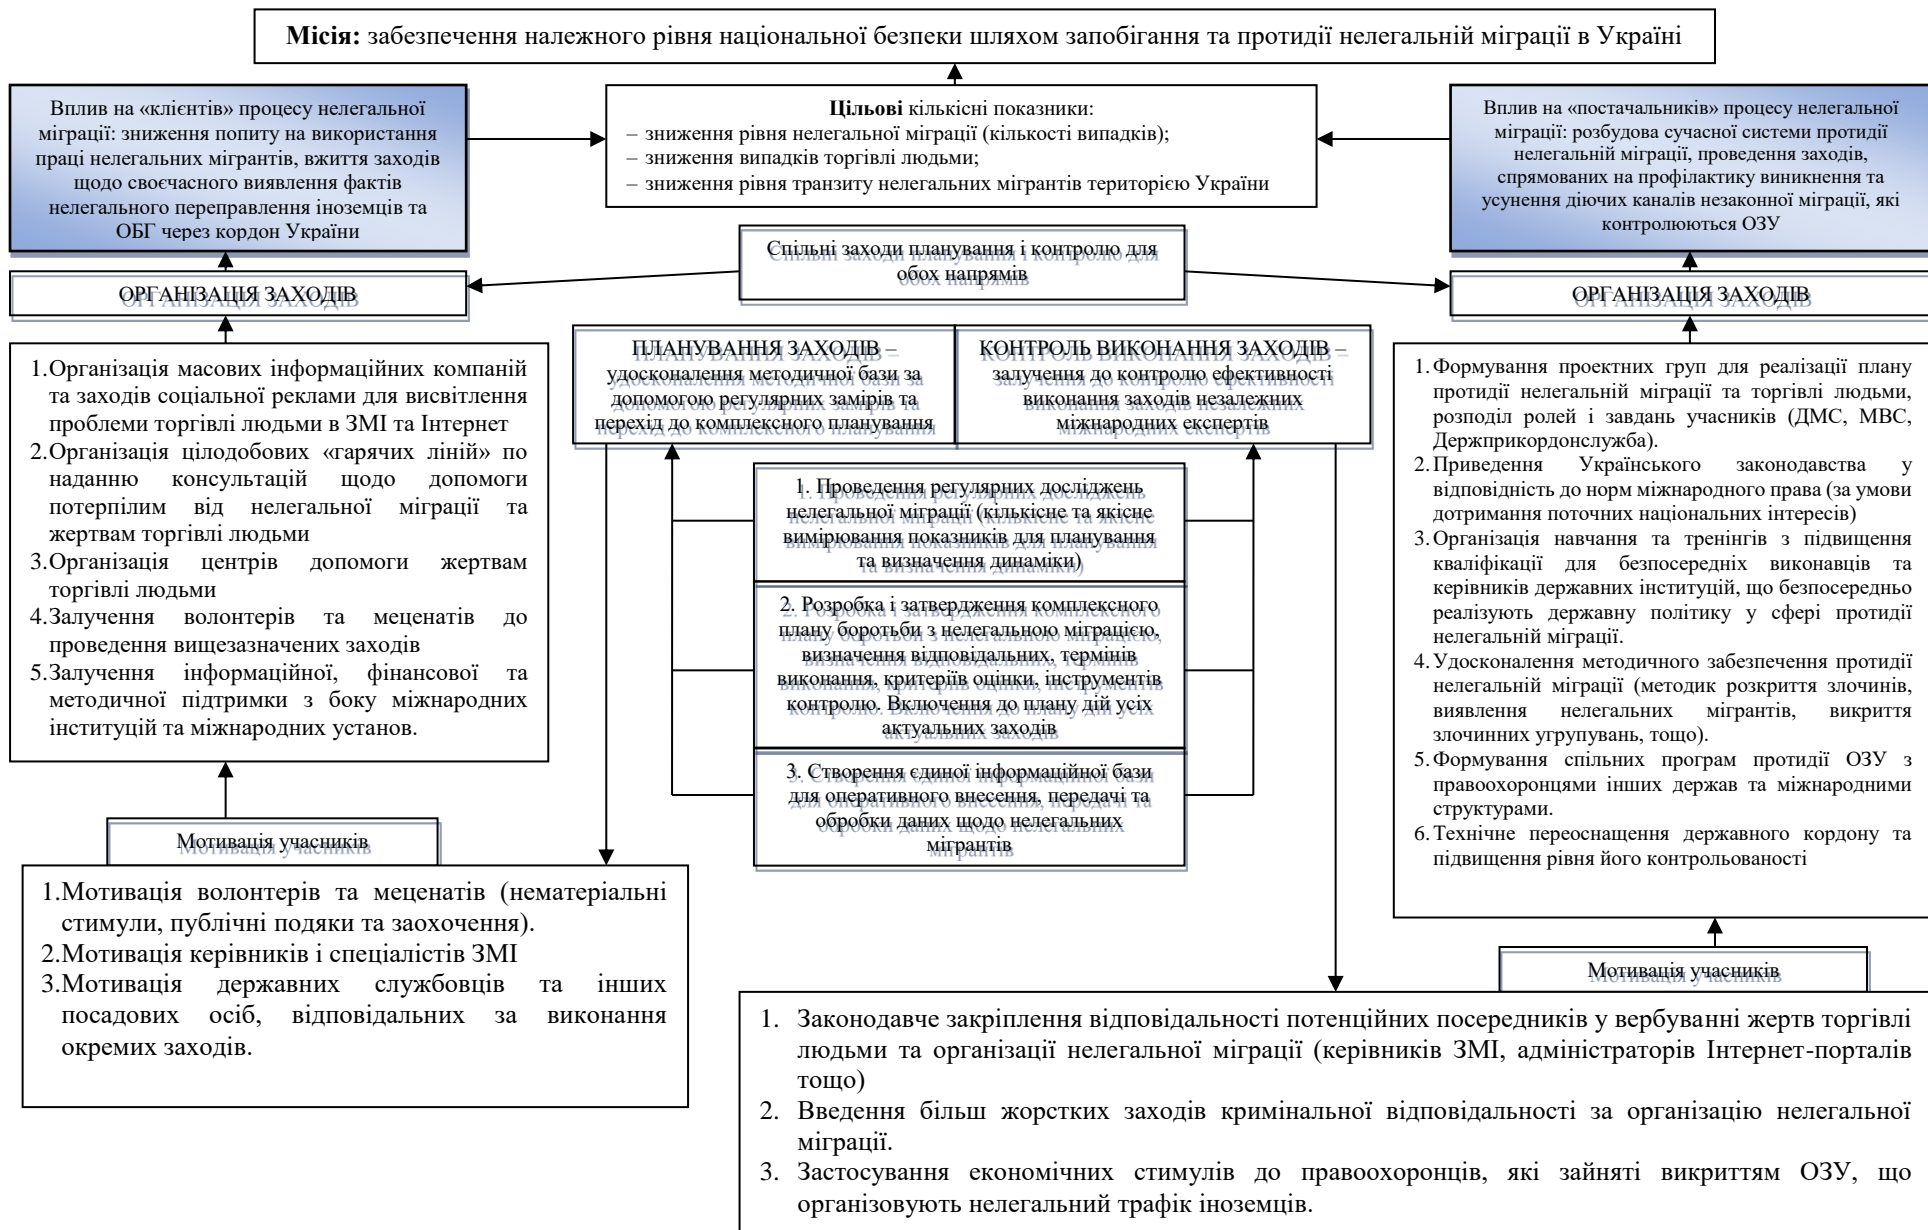 Місія: забезпечення належного рівня національної безпеки шляхом запобігання та протидії нелегальній міграції в Україні
Вплив на «клієнтів» процесу нелегальної
міграції: зниження попиту на використання
праці нелегальних мігрантів, вжиття заходів
щодо своєчасного виявлення фактів
нелегального переправлення іноземців та
ОБГ через кордон України
Цільові кількісні показники:
– зниження рівня нелегальної міграції (кількості випадків);
– зниження випадків торгівлі людьми;
– зниження рівня транзиту нелегальних мігрантів територією України
Вплив на «постачальників» процесу нелегальної
міграції: розбудова сучасної системи протидії
нелегальній міграції, проведення заходів,
спрямованих на профілактику виникнення та
усунення діючих каналів незаконної міграції, які
контролюються ОЗУ
Спільні заходи планування і контролю для
обох напрямів
ОРГАНІЗАЦІЯ ЗАХОДІВ
ОРГАНІЗАЦІЯ ЗАХОДІВ
1.Організація масових інформаційних компаній
та заходів соціальної реклами для висвітлення
проблеми торгівлі людьми в ЗМІ та Інтернет
2.Організація цілодобових «гарячих ліній» по
наданню консультацій щодо допомоги
потерпілим від нелегальної міграції та
жертвам торгівлі людьми
3.Організація центрів допомоги жертвам
торгівлі людьми
4.Залучення волонтерів та меценатів до
проведення вищезазначених заходів
5.Залучення інформаційної, фінансової та
методичної підтримки з боку міжнародних
інституцій та міжнародних установ.
ПЛАНУВАННЯ ЗАХОДІВ –
удосконалення методичної бази за
допомогою регулярних замірів та
перехід до комплексного планування
КОНТРОЛЬ ВИКОНАННЯ ЗАХОДІВ –
залучення до контролю ефективності
виконання заходів незалежних
міжнародних експертів
1. Проведення регулярних досліджень
нелегальної міграції (кількісне та якісне
вимірювання показників для планування
та визначення динаміки)
2. Розробка і затвердження комплексного
плану боротьби з нелегальною міграцією,
визначення відповідальних, термінів
виконання, критеріїв оцінки, інструментів
контролю. Включення до плану дій усіх
актуальних заходів
3. Створення єдиної інформаційної бази
для оперативного внесення, передачі та
обробки даних щодо нелегальних
мігрантів
1. Формування проектних груп для реалізації плану
протидії нелегальній міграції та торгівлі людьми,
розподіл ролей і завдань учасників (ДМС, МВС,
Держприкордонслужба).
2. Приведення Українського законодавства у
відповідність до норм міжнародного права (за умови
дотримання поточних національних інтересів)
3. Організація навчання та тренінгів з підвищення
кваліфікації для безпосередніх виконавців та
керівників державних інституцій, що безпосередньо
реалізують державну політику у сфері протидії
нелегальній міграції.
4. Удосконалення методичного забезпечення протидії
нелегальній міграції (методик розкриття злочинів,
виявлення нелегальних мігрантів, викриття
злочинних угрупувань, тощо).
5. Формування спільних програм протидії ОЗУ з
правоохоронцями інших держав та міжнародними
структурами.
6. Технічне переоснащення державного кордону та
підвищення рівня його контрольованості
Мотивація учасників
1.Мотивація волонтерів та меценатів (нематеріальні
стимули, публічні подяки та заохочення).
2.Мотивація керівників і спеціалістів ЗМІ
3.Мотивація державних службовців та інших
посадових осіб, відповідальних за виконання
окремих заходів.
Мотивація учасників
1. Законодавче закріплення відповідальності потенційних посередників у вербуванні жертв торгівлі
людьми та організації нелегальної міграції (керівників ЗМІ, адміністраторів Інтернет-порталів
тощо)
2. Введення більш жорстких заходів кримінальної відповідальності за організацію нелегальної
міграції.
3. Застосування економічних стимулів до правоохоронців, які зайняті викриттям ОЗУ, що
організовують нелегальний трафік іноземців.